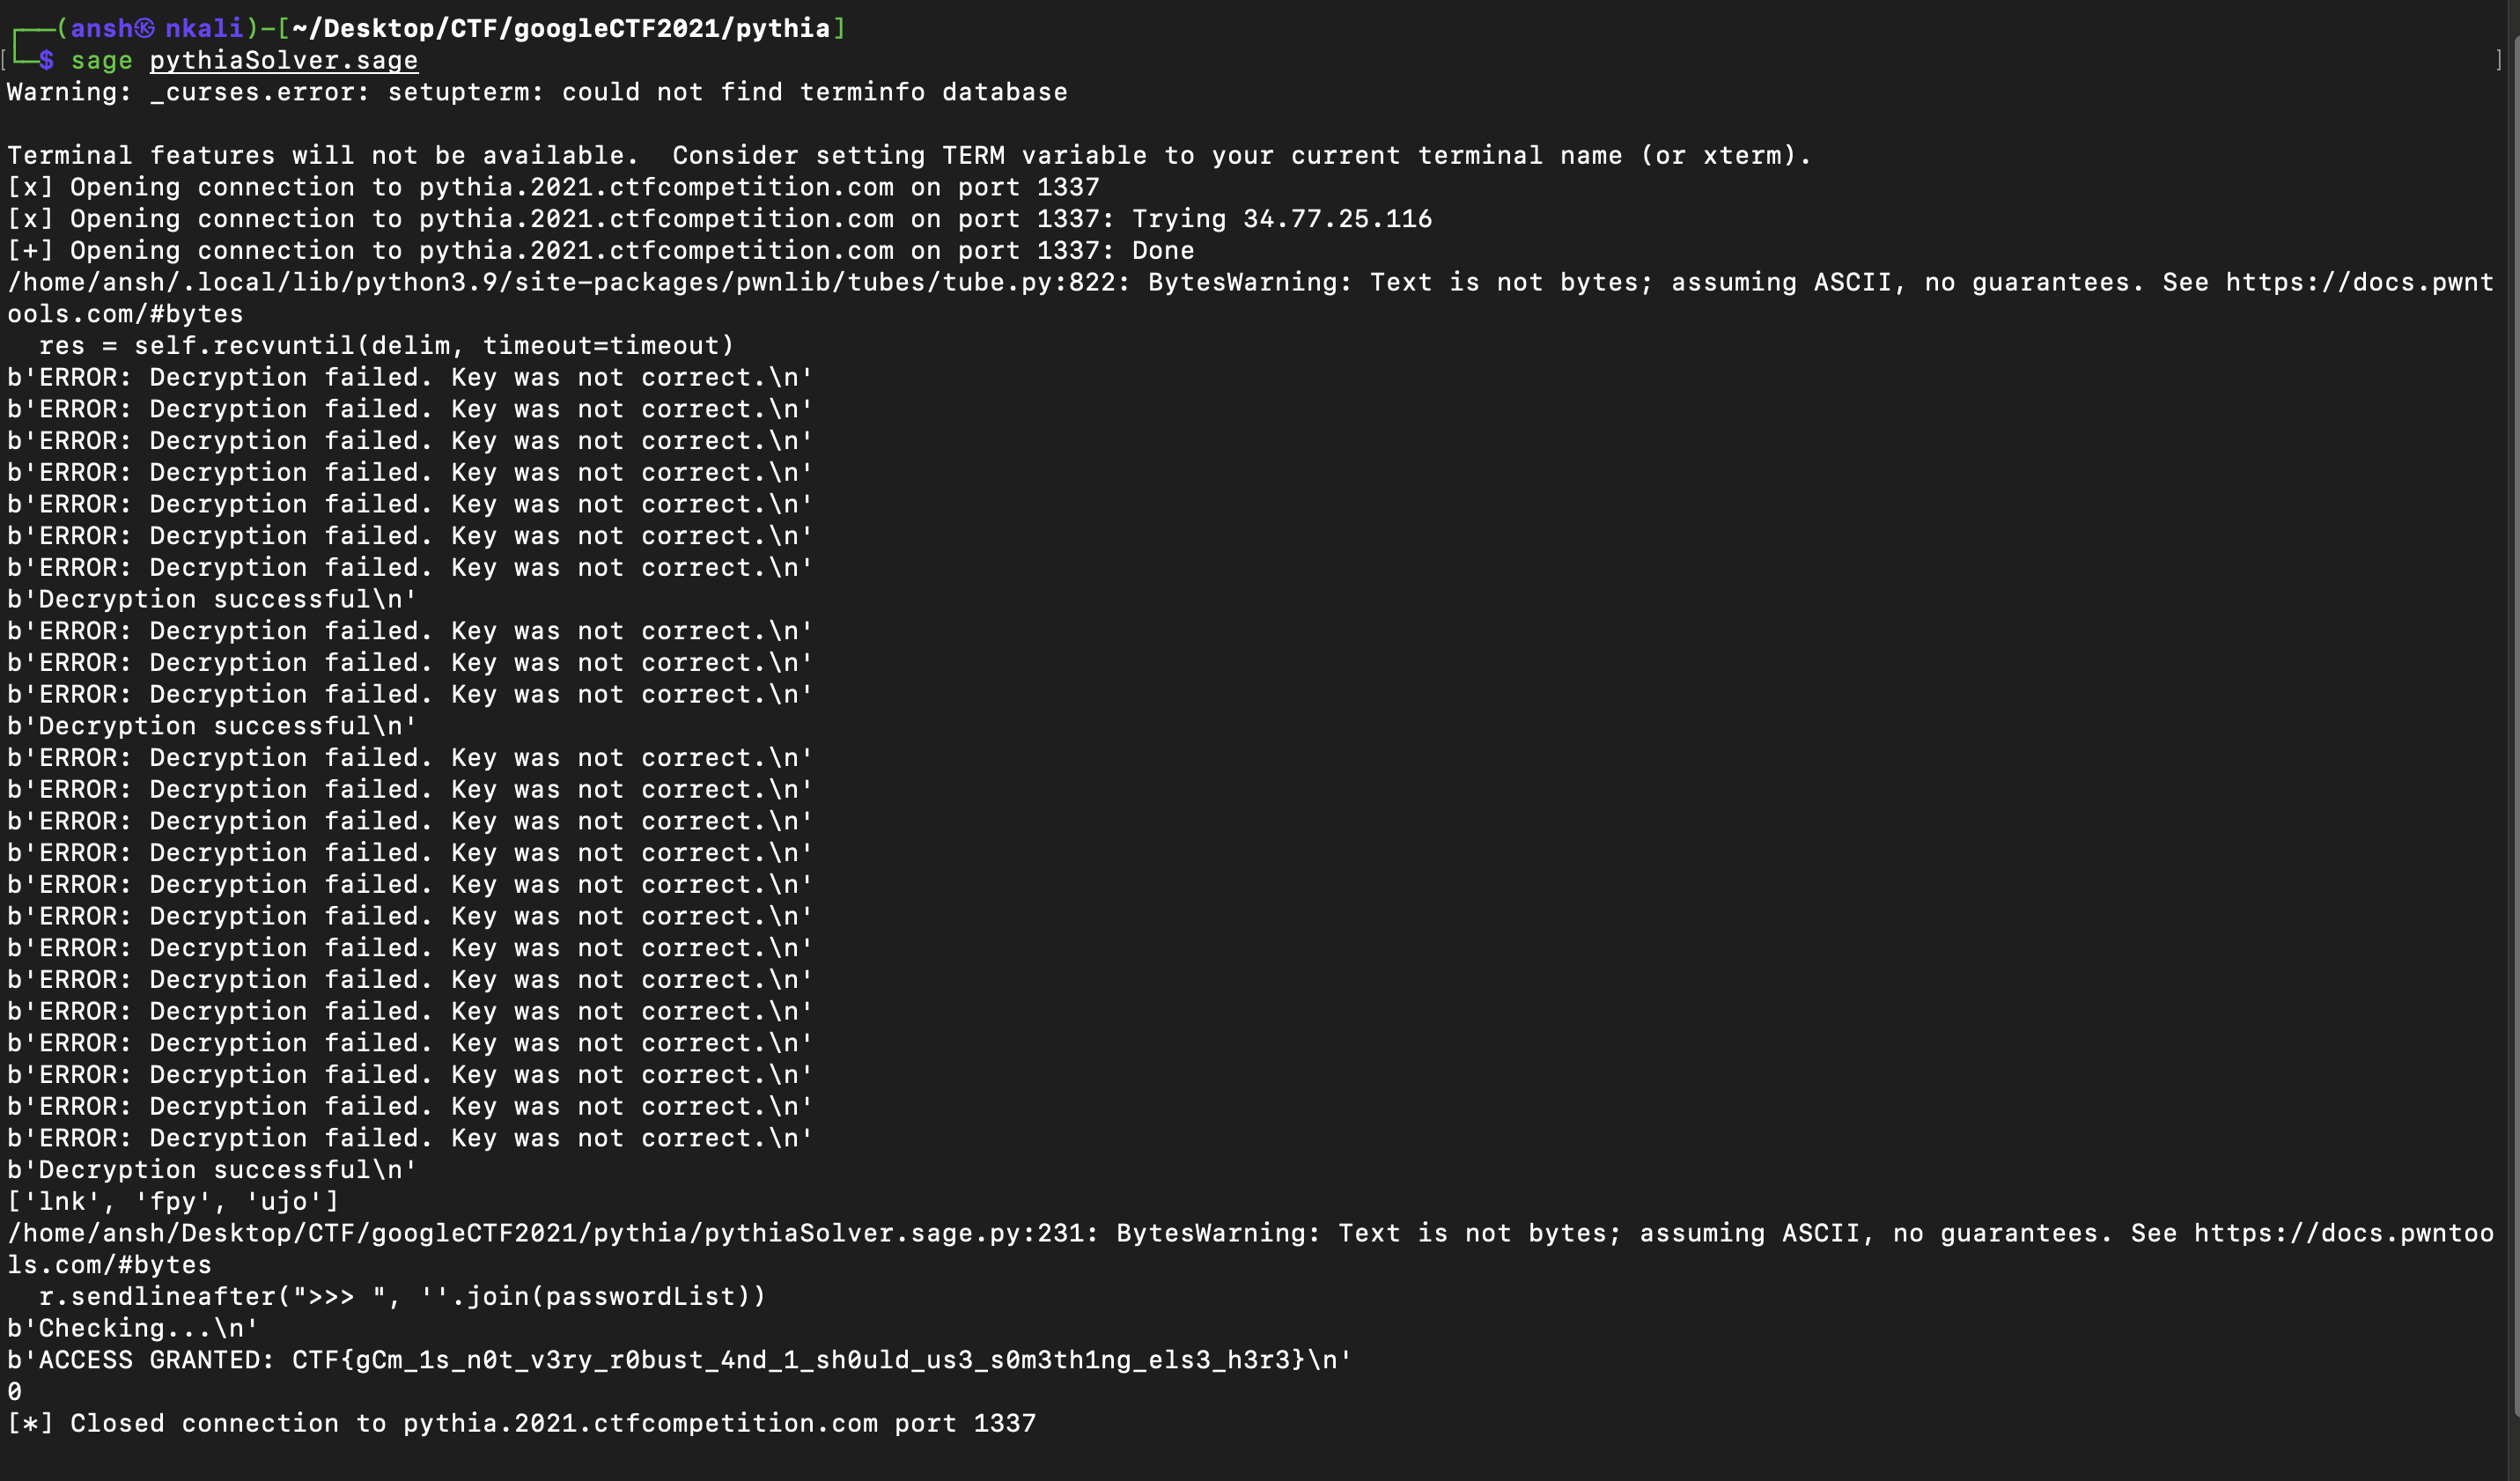 ┌──(ansh㉿nkali)-[~/Desktop/CTF/googleCTF2021/pythia]
[└─$ sage pythiaSolver.sage ]
Warning: _curses.error: setupterm: could not find terminfo database
Terminal features will not be available.  Consider setting TERM variable to your current terminal name (or xterm).
[x] Opening connection to pythia.2021.ctfcompetition.com on port 1337
[x] Opening connection to pythia.2021.ctfcompetition.com on port 1337: Trying 34.77.25.116
[+] Opening connection to pythia.2021.ctfcompetition.com on port 1337: Done
/home/ansh/.local/lib/python3.9/site-packages/pwnlib/tubes/tube.py:822: BytesWarning: Text is not bytes; assuming ASCII, no guarantees. See https://docs.pwnt
ools.com/#bytes
  res = self.recvuntil(delim, timeout=timeout)
b'ERROR: Decryption failed. Key was not correct.\n'
b'ERROR: Decryption failed. Key was not correct.\n'
b'ERROR: Decryption failed. Key was not correct.\n'
b'ERROR: Decryption failed. Key was not correct.\n'
b'ERROR: Decryption failed. Key was not correct.\n'
b'ERROR: Decryption failed. Key was not correct.\n'
b'ERROR: Decryption failed. Key was not correct.\n'
b'Decryption successful\n'
b'ERROR: Decryption failed. Key was not correct.\n'
b'ERROR: Decryption failed. Key was not correct.\n'
b'ERROR: Decryption failed. Key was not correct.\n'
b'Decryption successful\n'
b'ERROR: Decryption failed. Key was not correct.\n'
b'ERROR: Decryption failed. Key was not correct.\n'
b'ERROR: Decryption failed. Key was not correct.\n'
b'ERROR: Decryption failed. Key was not correct.\n'
b'ERROR: Decryption failed. Key was not correct.\n'
b'ERROR: Decryption failed. Key was not correct.\n'
b'ERROR: Decryption failed. Key was not correct.\n'
b'ERROR: Decryption failed. Key was not correct.\n'
b'ERROR: Decryption failed. Key was not correct.\n'
b'ERROR: Decryption failed. Key was not correct.\n'
b'ERROR: Decryption failed. Key was not correct.\n'
b'ERROR: Decryption failed. Key was not correct.\n'
b'ERROR: Decryption failed. Key was not correct.\n'
b'Decryption successful\n'
['lnk', 'fpy', 'ujo']
/home/ansh/Desktop/CTF/googleCTF2021/pythia/pythiaSolver.sage.py:231: BytesWarning: Text is not bytes; assuming ASCII, no guarantees. See https://docs.pwntoo
ls.com/#bytes
  r.sendlineafter(">>> ", ''.join(passwordList))
b'Checking...\n'
b'ACCESS GRANTED: CTF{gCm_1s_n0t_v3ry_r0bust_4nd_1_sh0uld_us3_s0m3th1ng_els3_h3r3}\n'
0
[*] Closed connection to pythia.2021.ctfcompetition.com port 1337